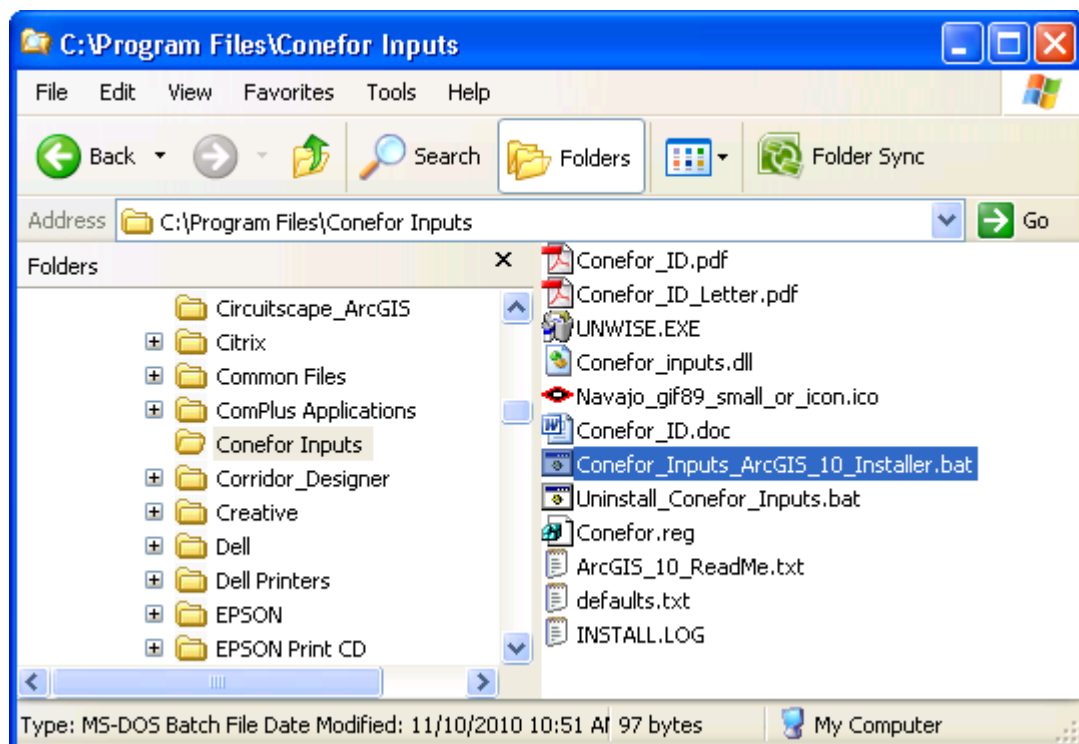 C:\Program Files\Conefor Inputs
File Edit View Favorites Tools Help
Back Search Folders Folder Sync
Address C:\Program Files\Conefor Inputs Go
Folders
Circuitscape_ArcGIS
Citrix
Common Files
ComPlus Applications
Conefor Inputs
Corridor_Designer
Creative
Dell
Dell Printers
EPSON
EPSON Print CD
Conefor_ID.pdf
Conefor_ID_Letter.pdf
UNWISE.EXE
Conefor_inputs.dll
Navajo_gif89_small_or_icon.ico
Conefor_ID.doc
Conefor_Inputs_ArcGIS_10_Installer.bat
Uninstall_Conefor_Inputs.bat
Conefor.reg
ArcGIS_10_ReadMe.txt
defaults.txt
INSTALL.LOG
Type: MS-DOS Batch File Date Modified: 11/10/2010 10:51 AM 97 bytes My Computer